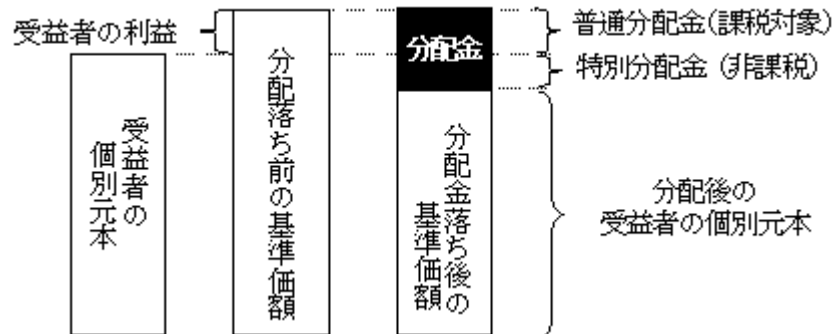 受益者の利益
分配金
普通分配金(課税対象)
特別分配金(非課税)
受益者の
個別元本
分配落ち前の基準価額
分配金落ち後の
基準価額
分配後の
受益者の個別元本